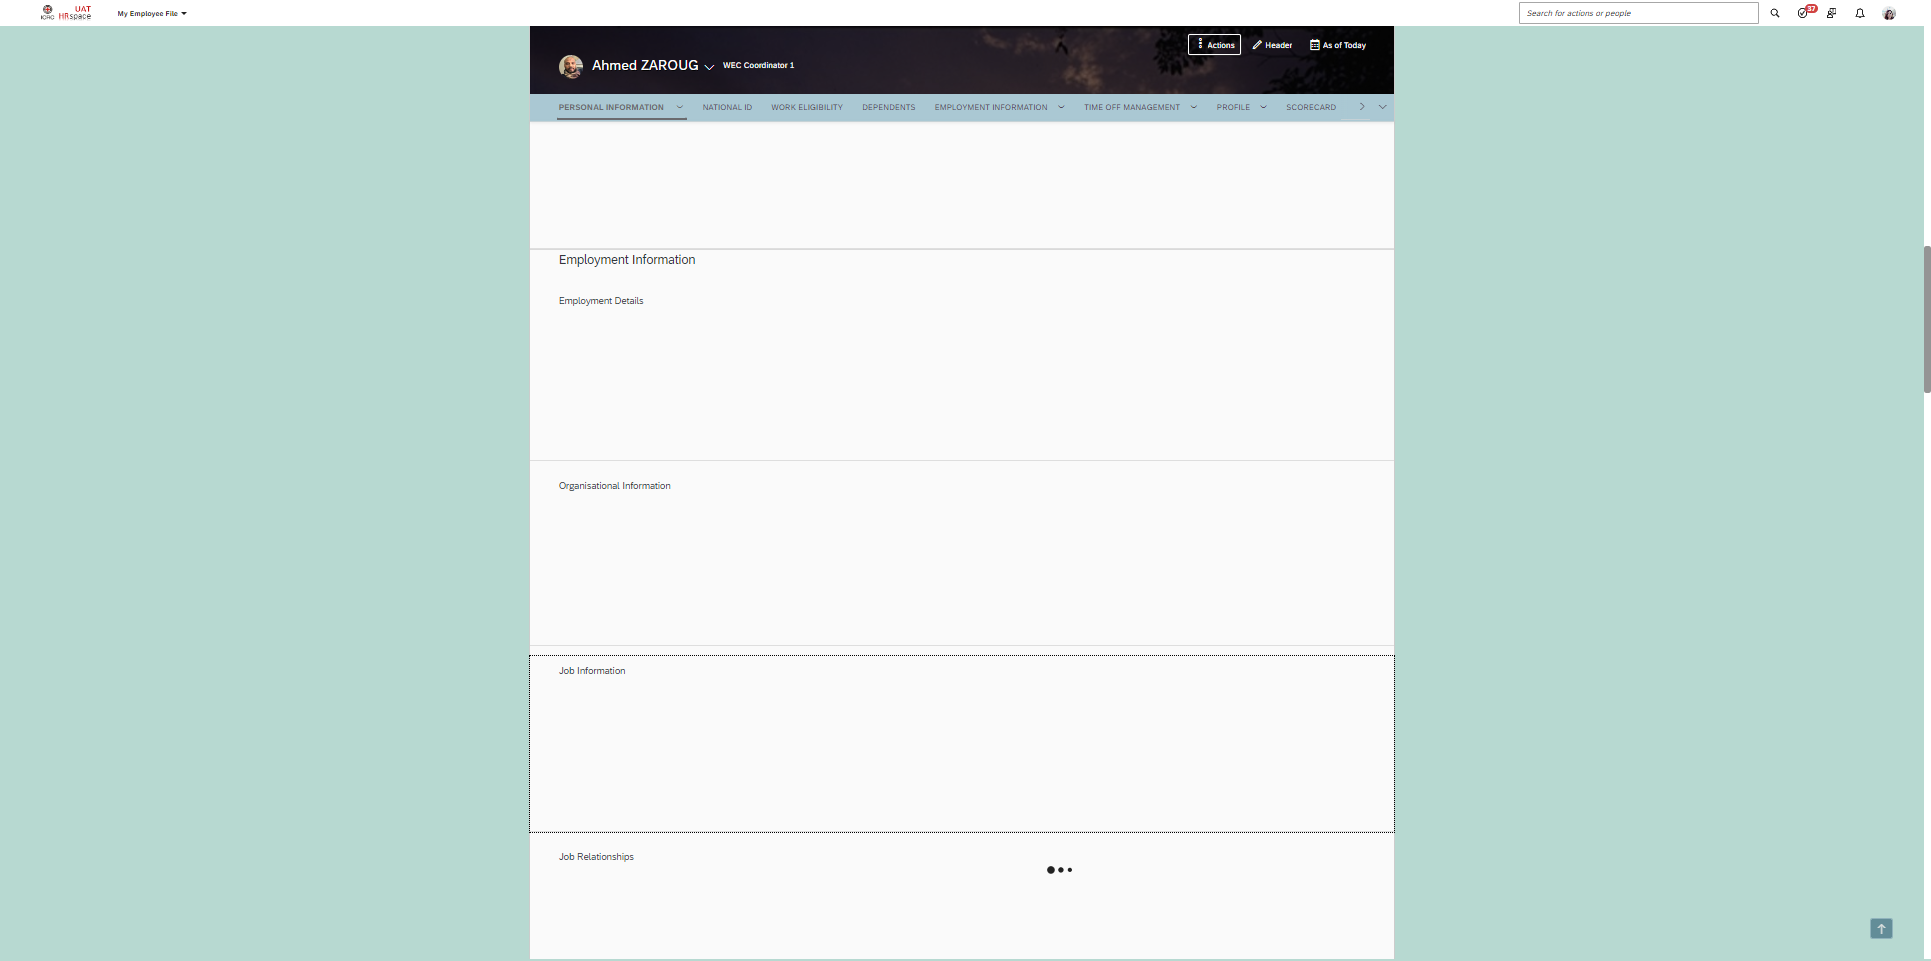 ICRC
UAT
HRspace
My Employee File
Search for actions or people
37
Actions
Header
As of Today
Ahmed ZAROUG
WEC Coordinator 1
PERSONAL INFORMATION
NATIONAL ID
WORK ELIGIBILITY
DEPENDENTS
EMPLOYMENT INFORMATION
TIME OFF MANAGEMENT
PROFILE
SCORECARD
Employment Information
Employment Details
Organisational Information
Job Information
Job Relationships